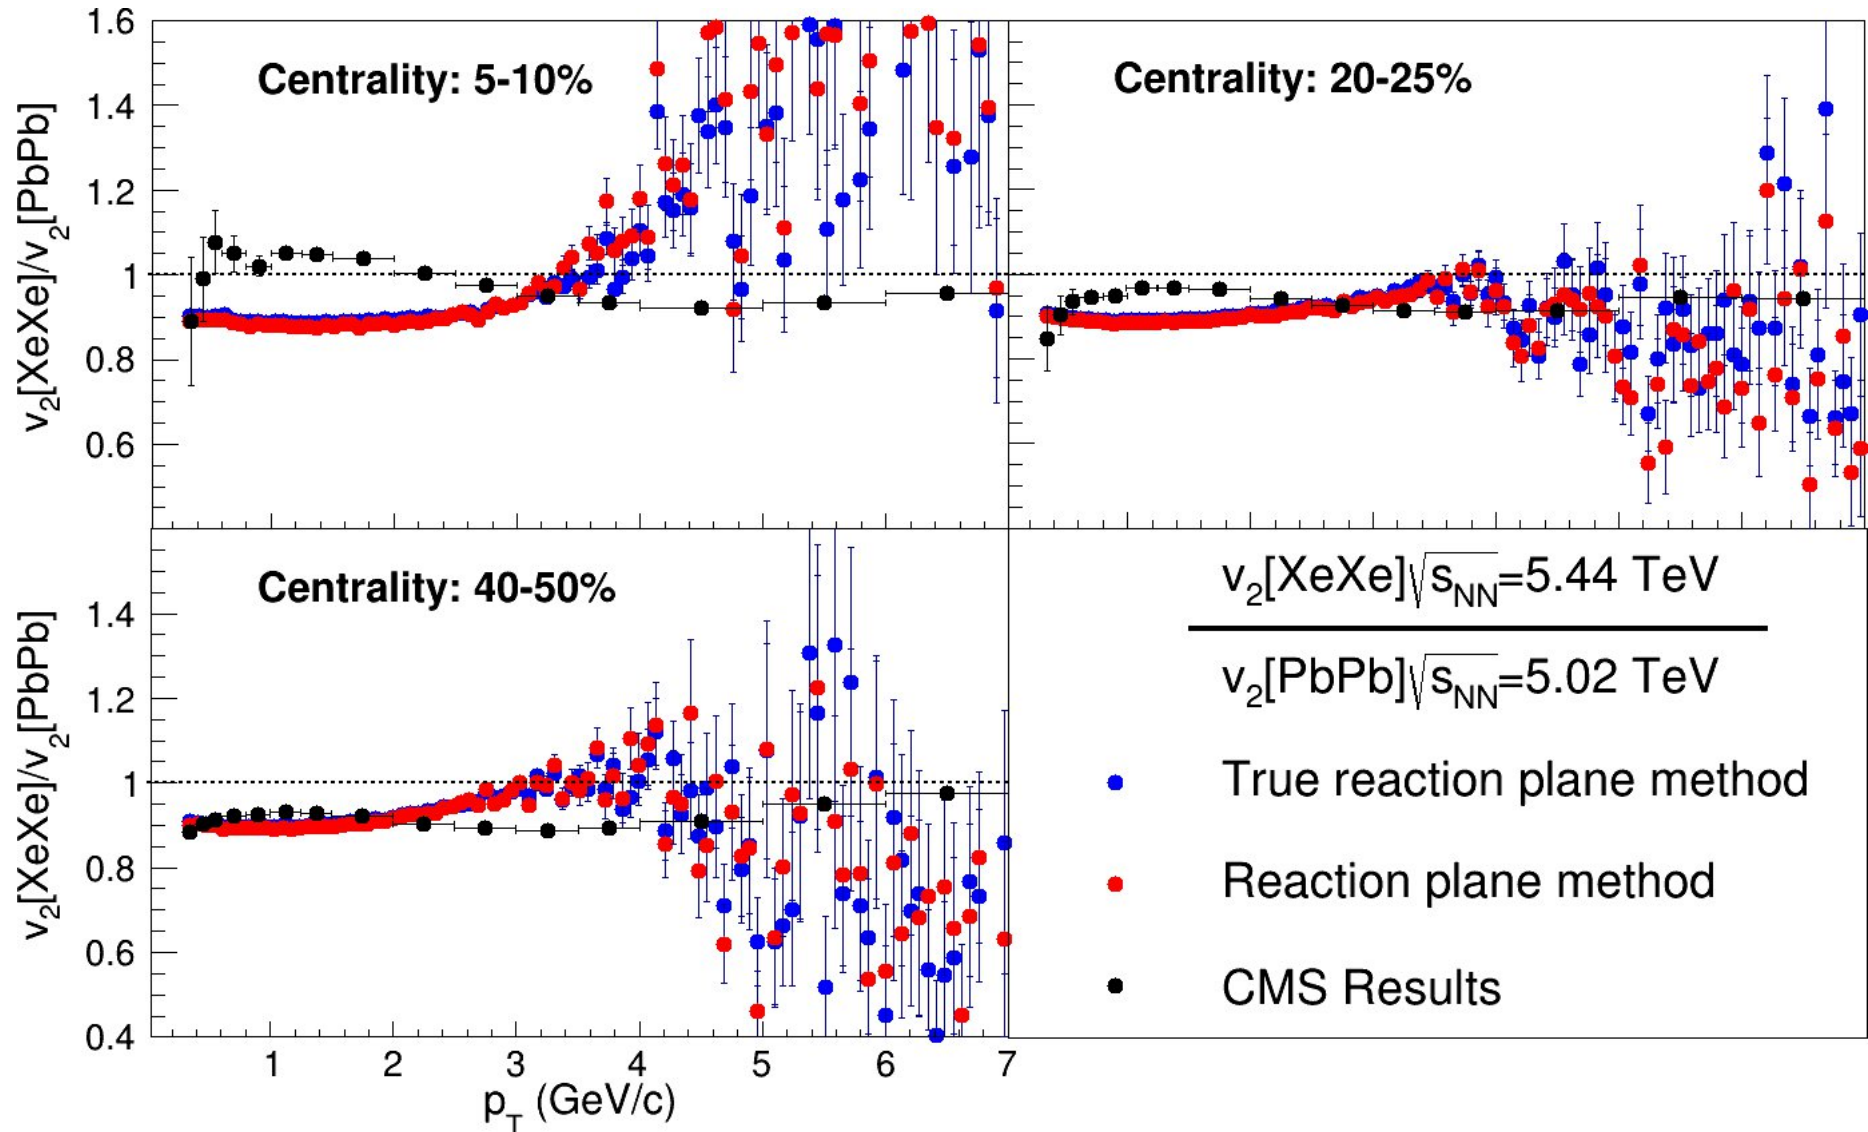 v2[XeXe]/v2[PbPb]
1.6
1.4
1.2
1
0.8
0.6
Centrality: 5-10%
Centrality: 20-25%
v2[XeXe]/v2[PbPb]
1.4
1.2
1
0.8
0.6
0.4
Centrality: 40-50%
1 2 3 4 5 6 7
pT (GeV/c)
v2[XeXe]√sNN=5.44 TeV
v2[PbPb]√sNN=5.02 TeV
True reaction plane method
Reaction plane method
CMS Results